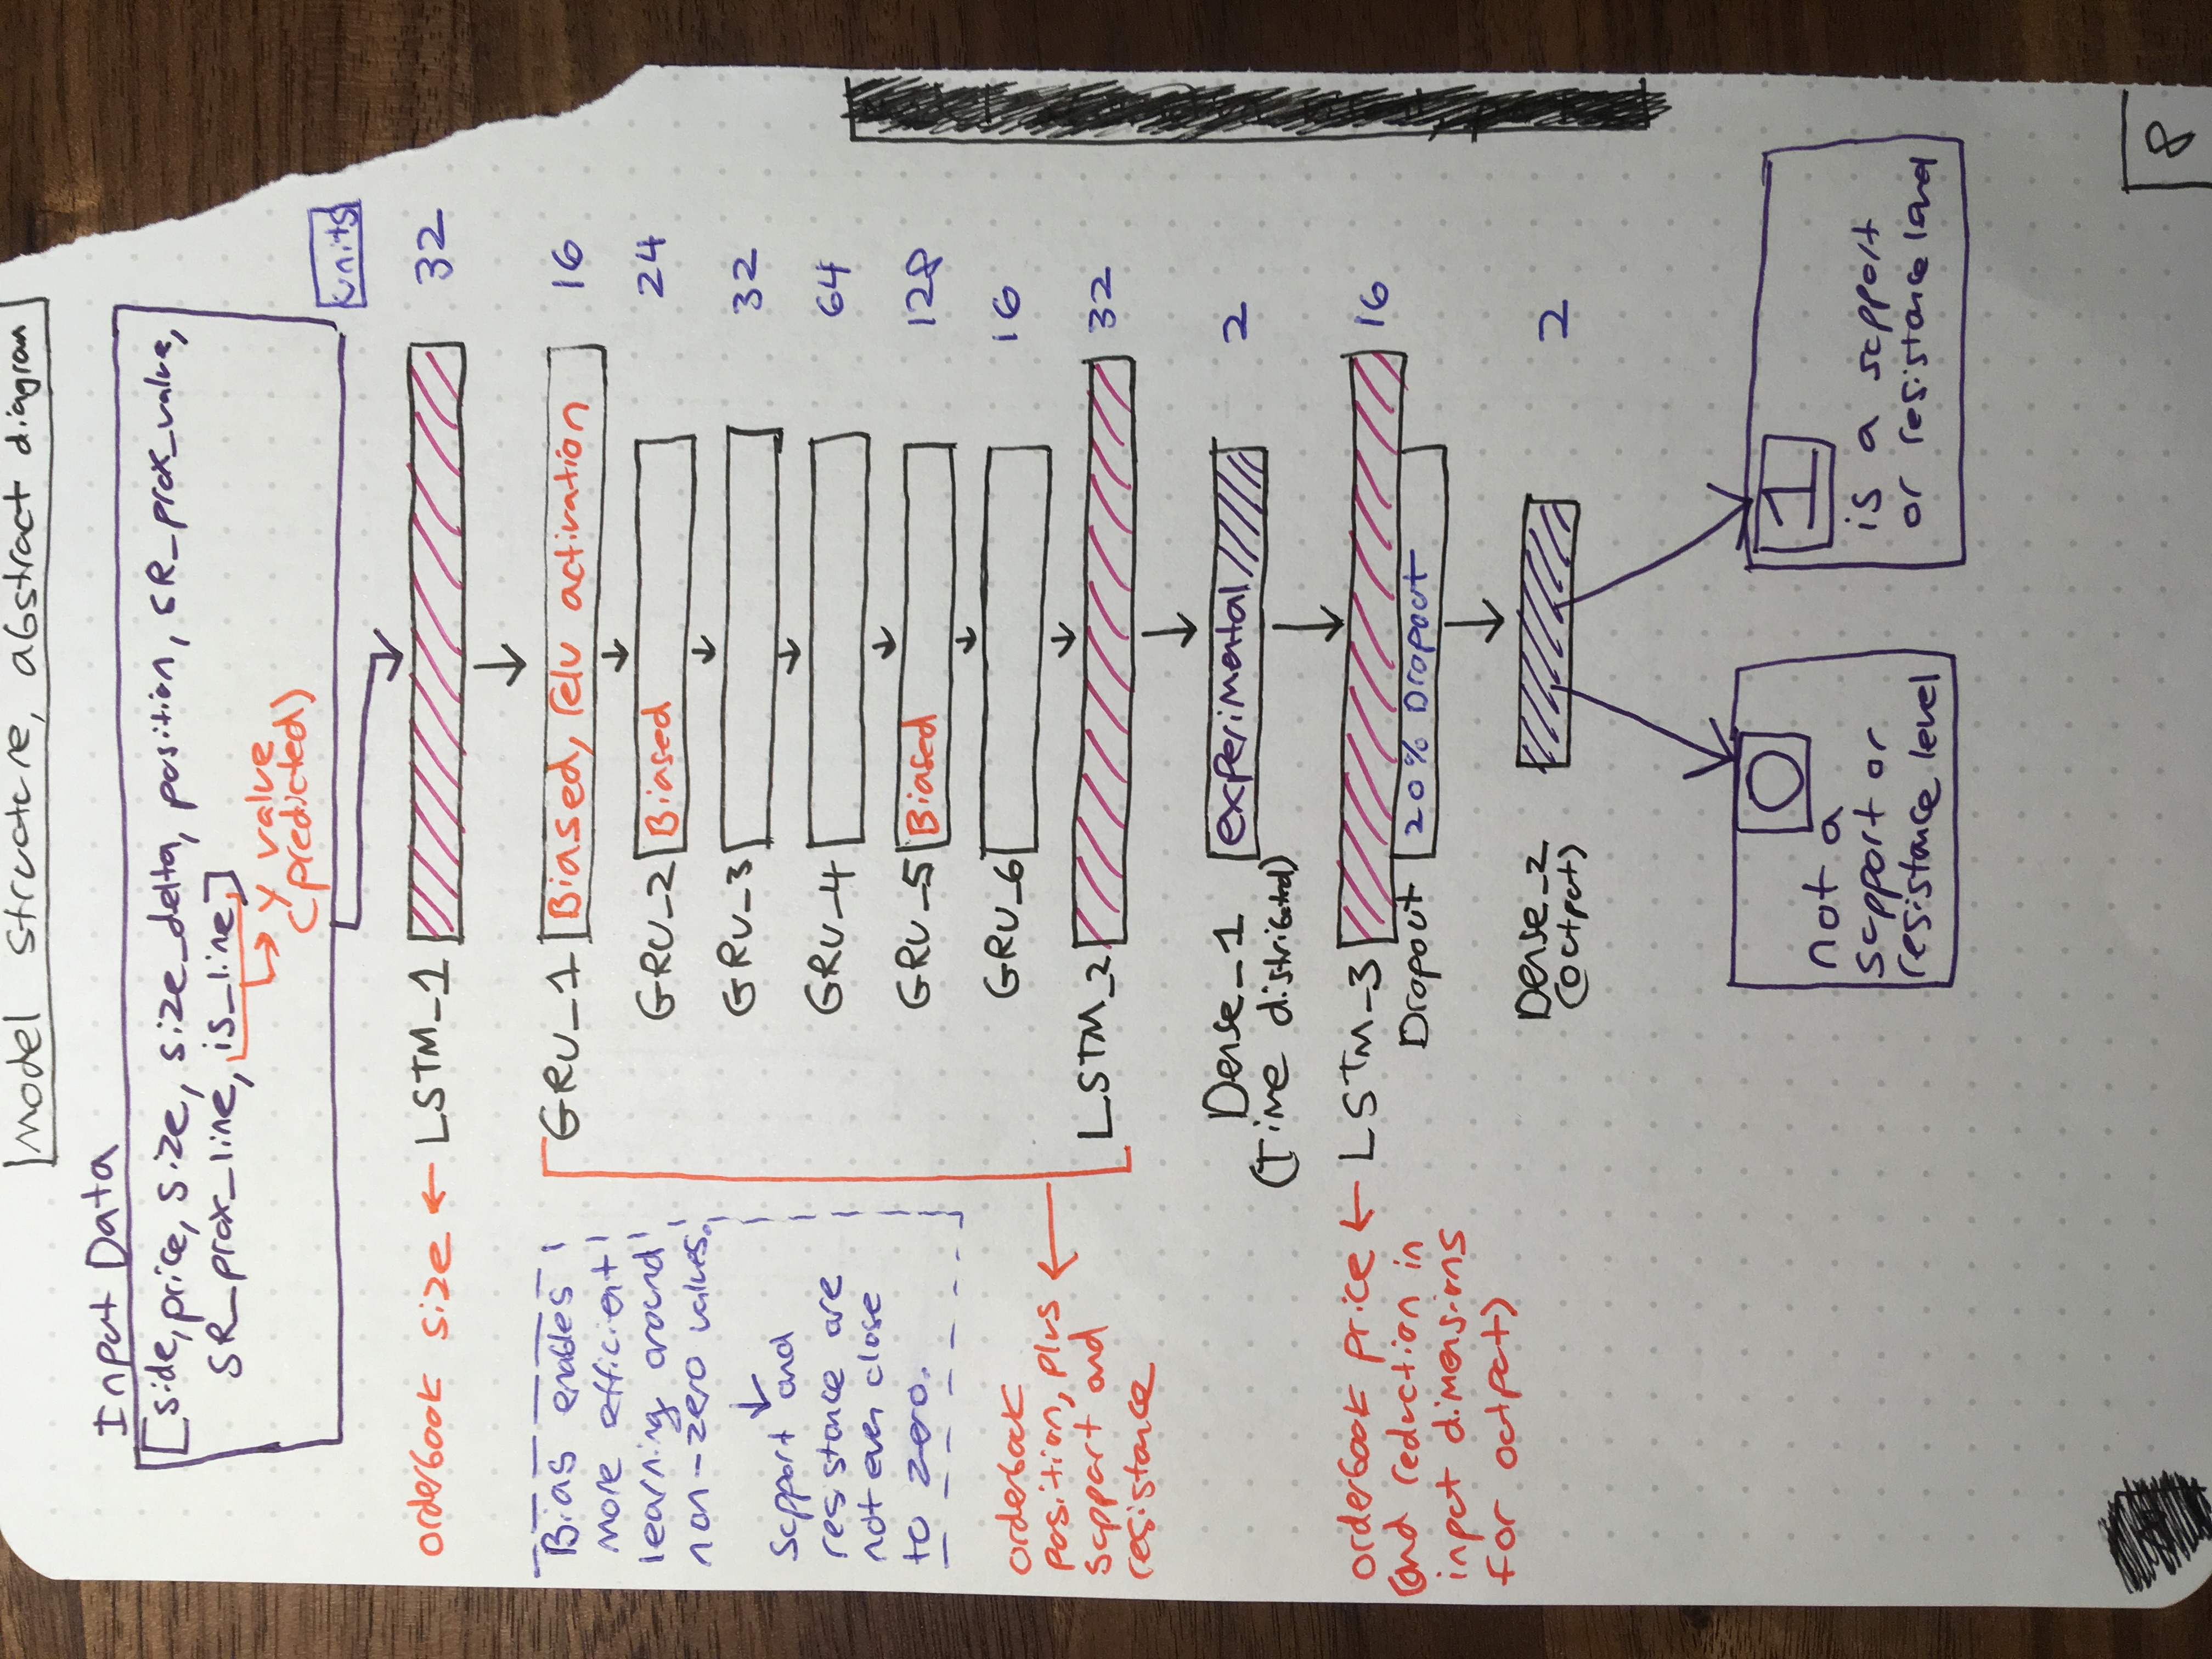 model structure, abstract diagram
Input Data
[side, price, size, size_delta, position, SR_prox_value,
SR_prox_line, is_line]
y value
(predicted)
units
orderbook size
LSTM_1
32
GRU_1
Biased, relu activation
16
GRU_2
Biased
24
GRU_3
32
GRU_4
64
GRU_5
Biased
128
GRU_6
16
LSTM_2
32
Bias enables
more efficient
learning around
non-zero values.
support and
resistance are
not even close
to zero.
orderbook
position, plus
support and
resistance
Dense_1
(Time distributed)
experimental
2
orderbook price
(and reduction in
input dimensions
for output)
LSTM_3
16
Dropout
20% Dropout
Dense_2
(output)
2
0
not a
support or
resistance level
1
is a support
or resistance level
8